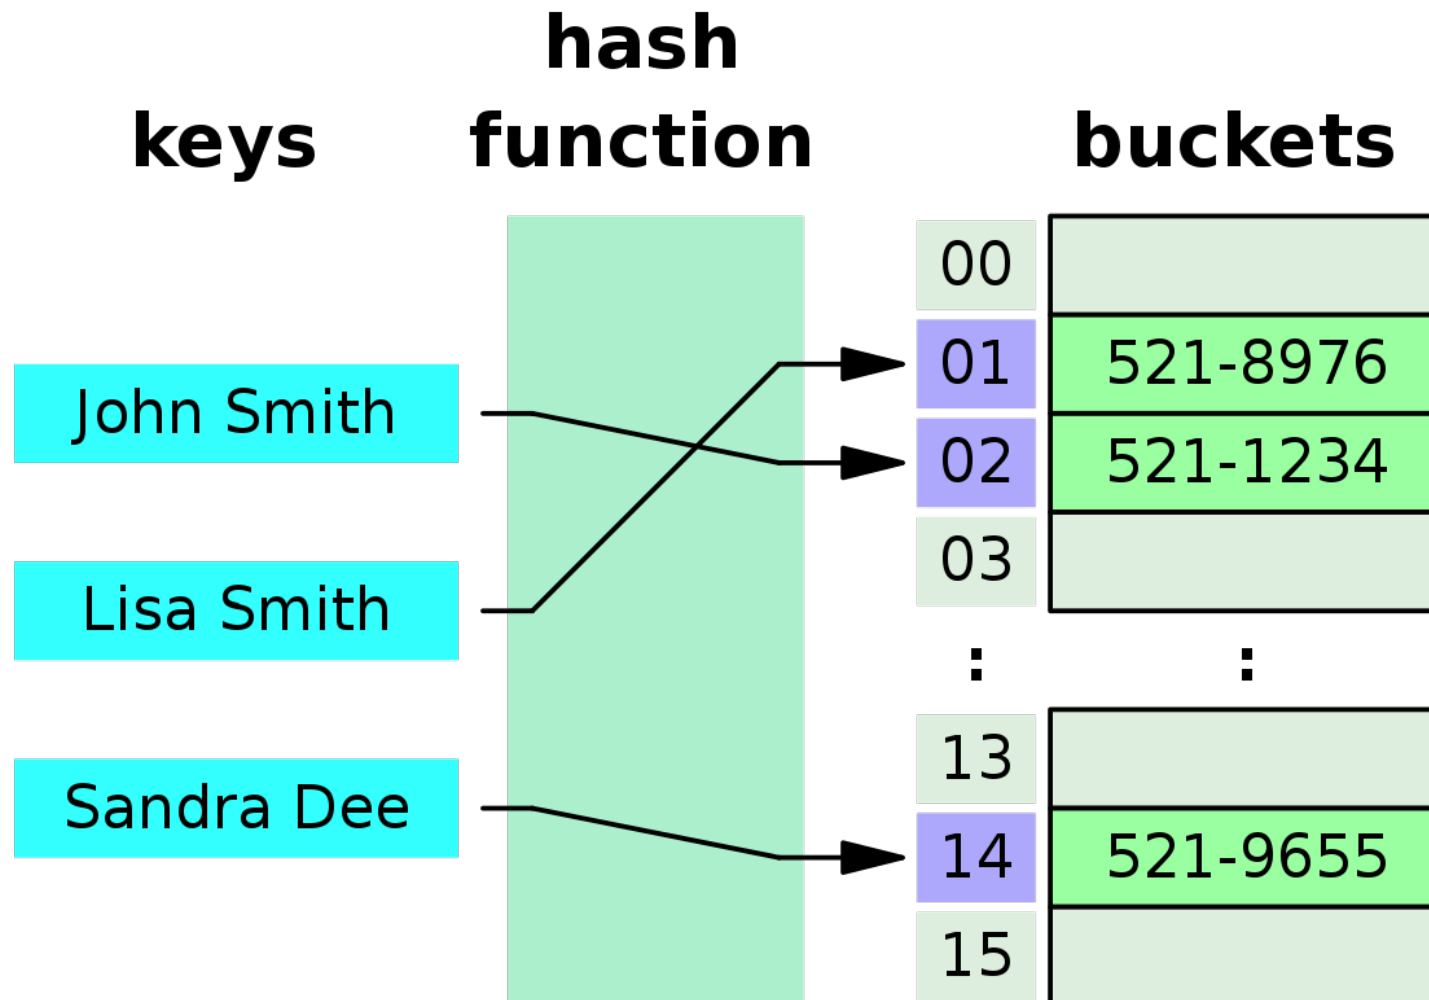 hash
keys function buckets
00
01 521-8976
John Smith
02 521-1234
03
Lisa Smith
: :
13
Sandra Dee
14 521-9655
15